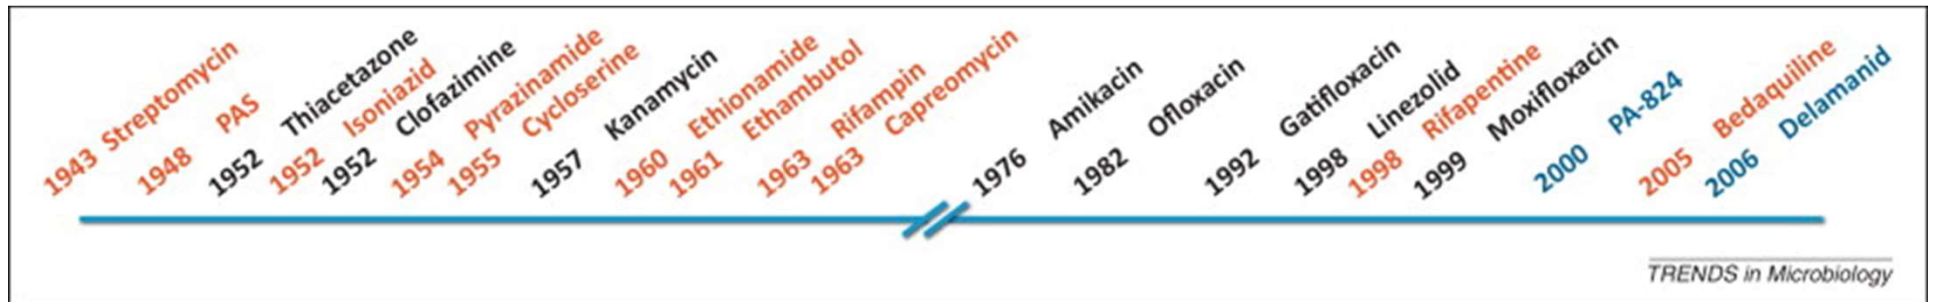 1943 Streptomycin
1948 PAS
1952 Thiacetazone
1952 Isoniazid
1952 Clofazimine
1954 Pyrazinamide
1955 Cycloserine
1957 Kanamycin
1960 Ethionamide
1961 Ethambutol
1963 Rifampin
1963 Capreomycin
1976 Amikacin
1982 Ofloxacin
1992 Gatifloxacin
1998 Linezolid
1998 Rifapentine
1999 Moxifloxacin
2000 PA-824
2005 Bedaquiline
2006 Delamanid
TRENDS in Microbiology